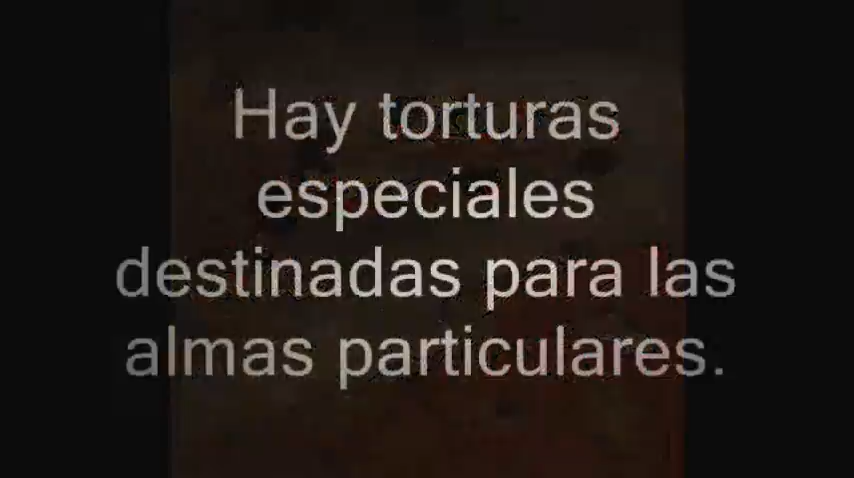 Hay torturas
especiales
destinadas para las
almas particulares.